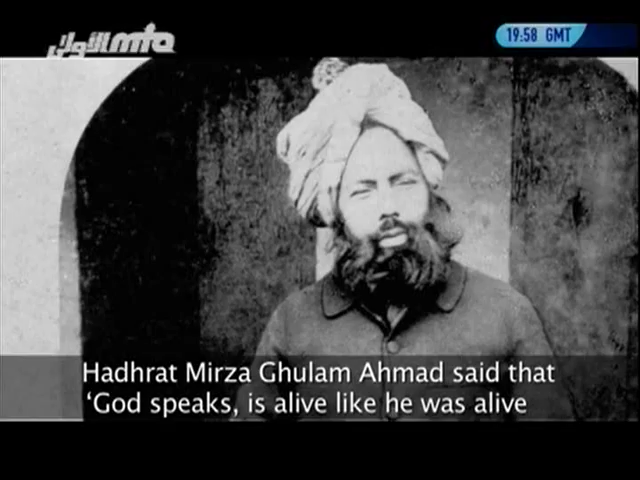 الأولى mta
19:58 GMT
Hadhrat Mirza Ghulam Ahmad said that
‘God speaks, is alive like he was alive